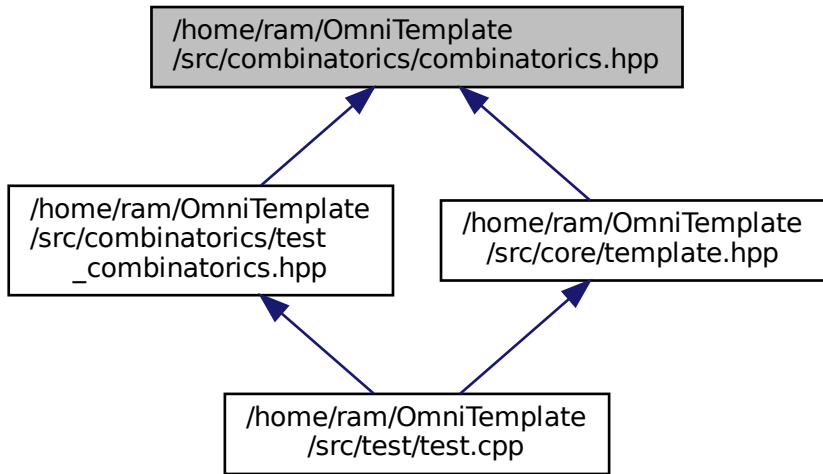 /home/ram/OmniTemplate
/src/combinatorics/combinatorics.hpp
/home/ram/OmniTemplate
/src/combinatorics/test
_combinatorics.hpp
/home/ram/OmniTemplate
/src/core/template.hpp
/home/ram/OmniTemplate
/src/test/test.cpp